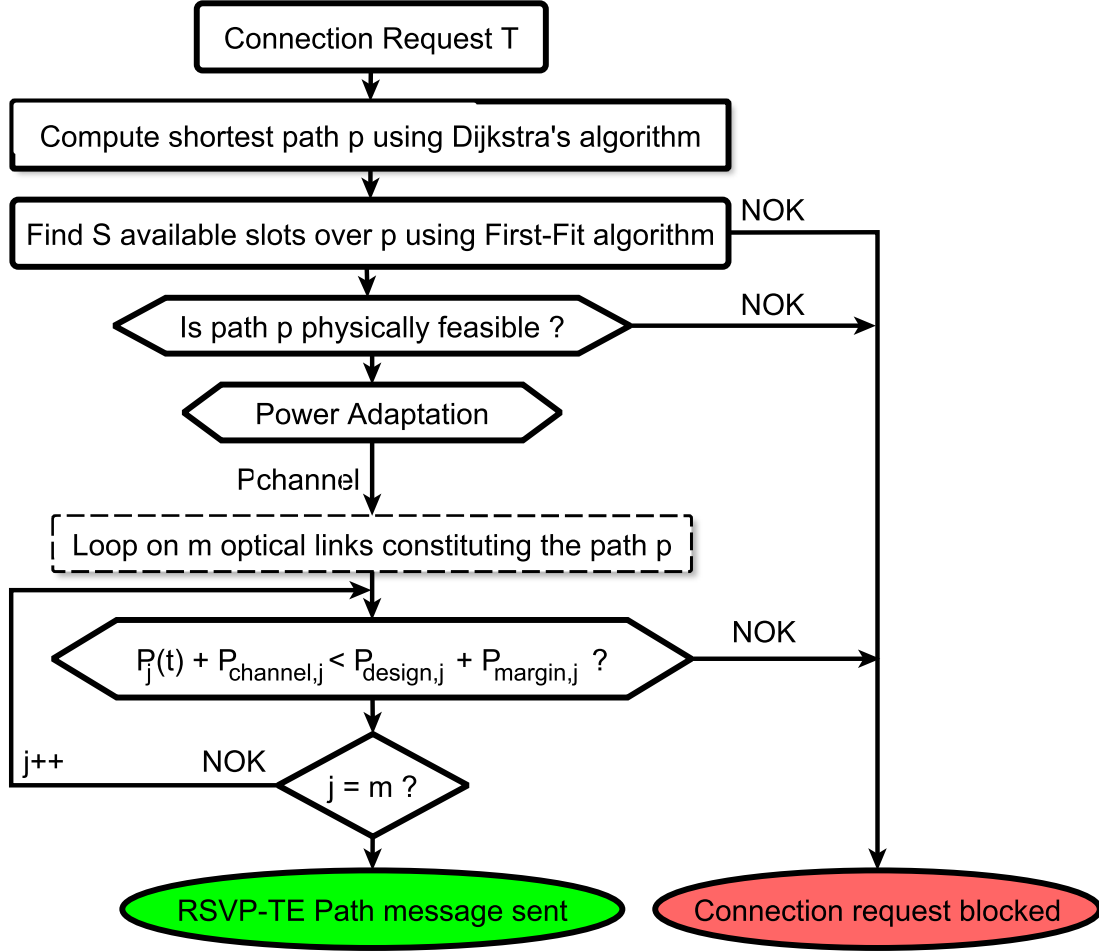 Connection Request T
Compute shortest path p using Dijkstra's algorithm
Find S available slots over p using First-Fit algorithm
NOK
Is path p physically feasible ?
NOK
Power Adaptation
Pchannel
Loop on m optical links constituting the path p
Pj(t) + Pchannel,j < Pdesign,j + Pmargin,j ?
NOK
j++
NOK
j = m ?
RSVP-TE Path message sent
Connection request blocked